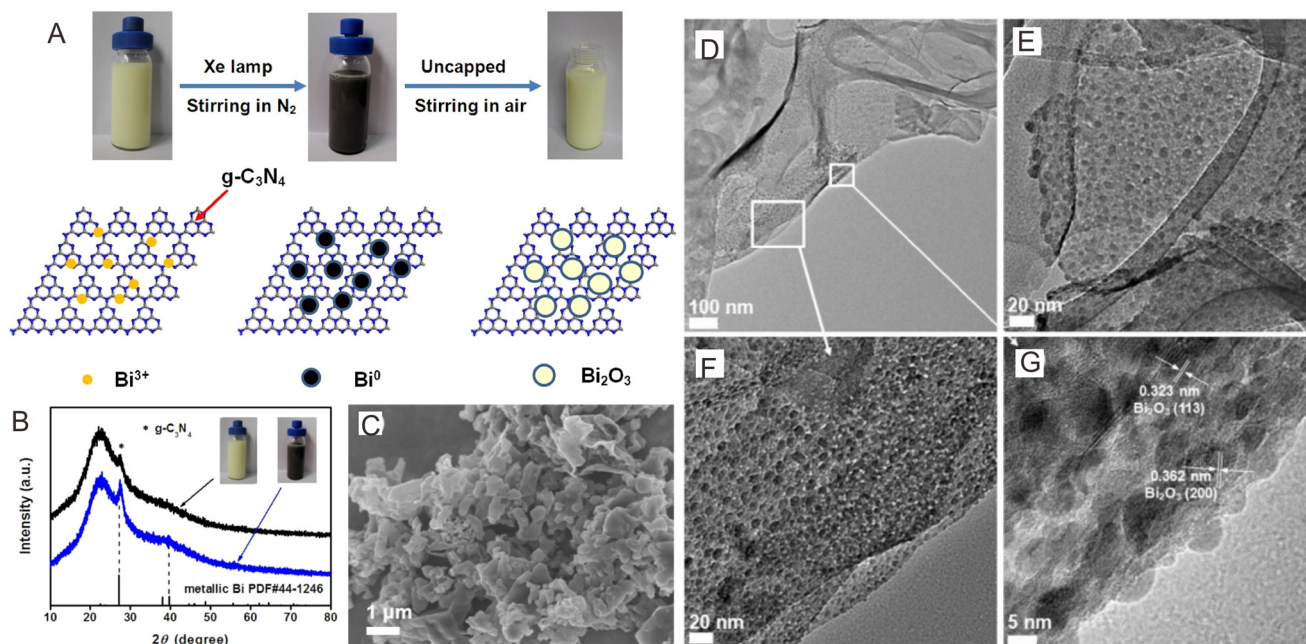 A
Xe lamp
Stirring in N₂
Uncapped
Stirring in air
g-C₃N₄
Bi³⁺
Bi⁰
Bi₂O₃
B
* g-C₃N₄
*
Intensity (a.u.)
metallic Bi PDF#44-1246
10 20 30 40 50 60 70 80
2θ (degree)
C
1 μm
D
100 nm
E
20 nm
F
20 nm
G
0.323 nm
Bi₂O₃ (113)
0.362 nm
Bi₂O₃ (200)
5 nm